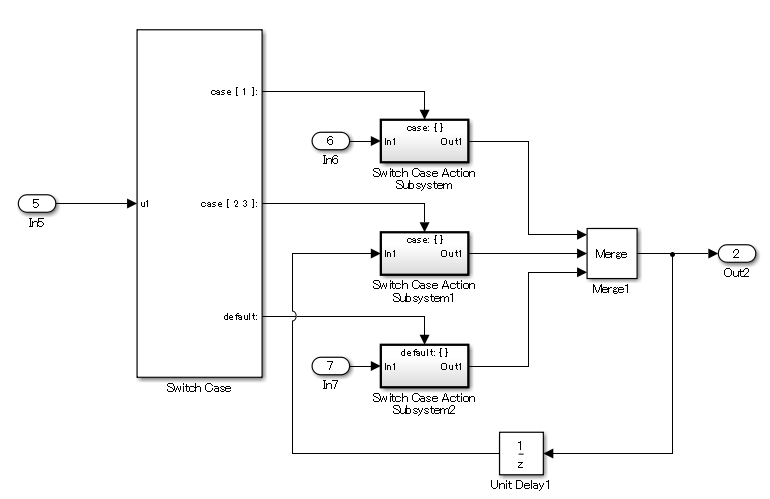 case [ 1 ]:
case: { }
6
In1
Out1
In6
Switch Case Action
Subsystem
5
u1
case [ 2 3 ]:
In5
case: { }
In1
Out1
Merge
2
Switch Case Action
Subsystem1
Merge1
Out2
default:
default: { }
7
In1
Out1
In7
Switch Case
Switch Case Action
Subsystem2
1
z
Unit Delay1